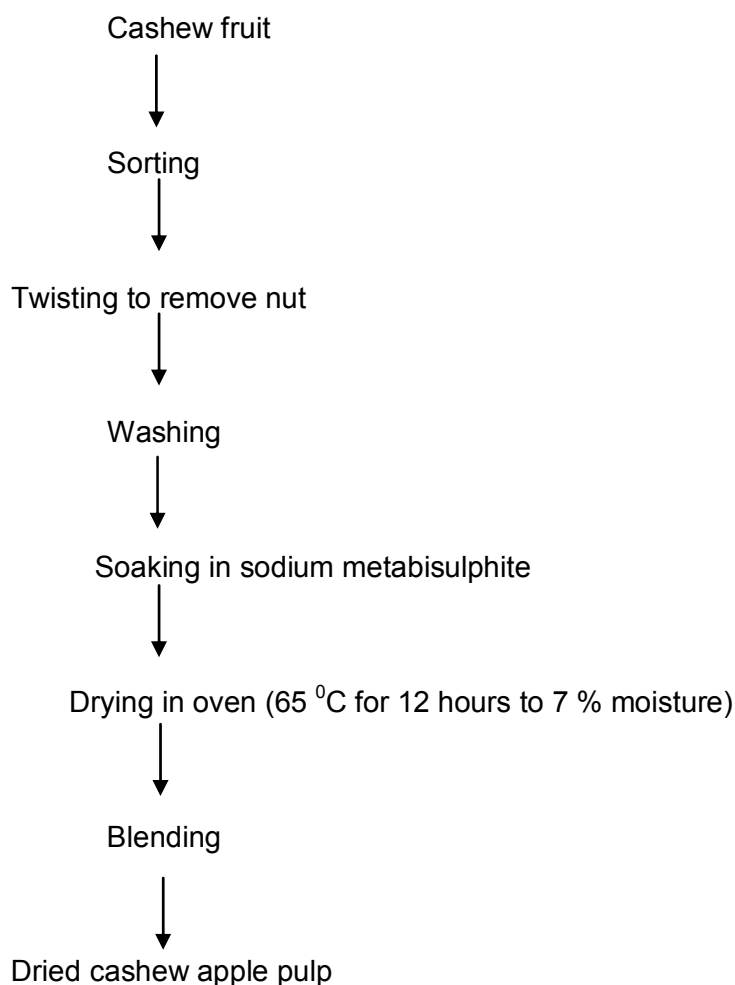 Cashew fruit
Sorting
Twisting to remove nut
Washing
Soaking in sodium metabisulphite
Drying in oven (65 ⁰C for 12 hours to 7 % moisture)
Blending
Dried cashew apple pulp